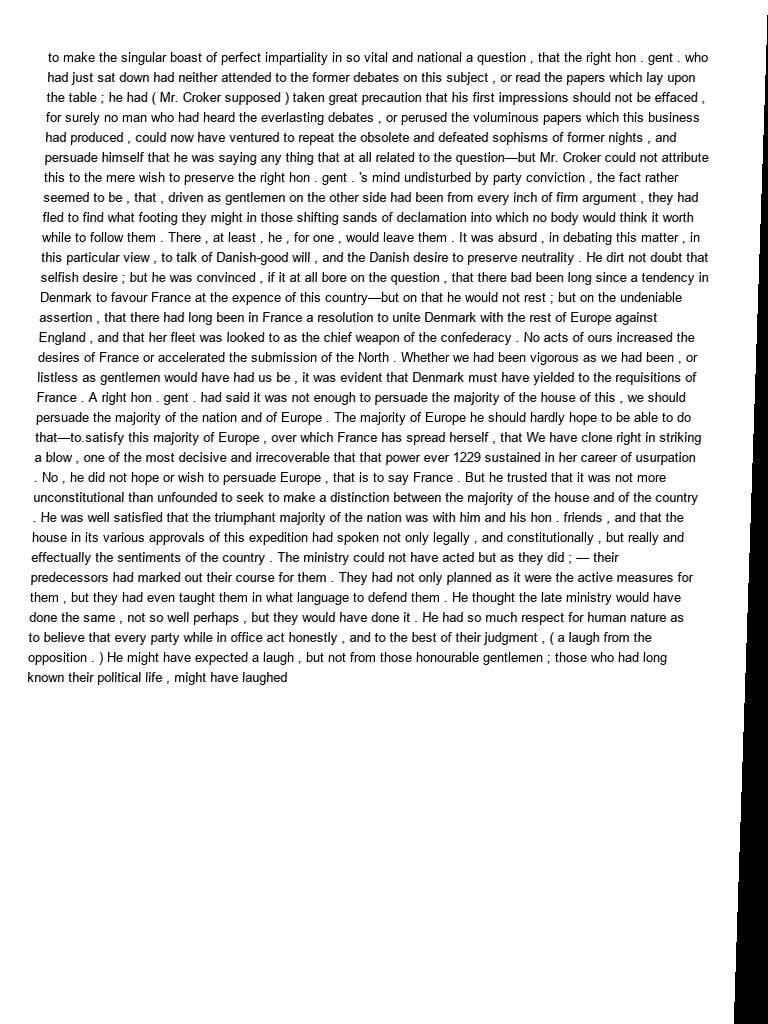 to make the singular boast of perfect impartiality in so vital and national a question , that the right hon . gent . who
had just sat down had neither attended to the former debates on this subject , or read the papers which lay upon
the table ; he had ( Mr. Croker supposed ) taken great precaution that his first impressions should not be effaced ,
for surely no man who had heard the everlasting debates , or perused the voluminous papers which this business
had produced , could now have ventured to repeat the obsolete and defeated sophisms of former nights , and
persuade himself that he was saying any thing that at all related to the question—but Mr. Croker could not attribute
this to the mere wish to preserve the right hon . gent . 's mind undisturbed by party conviction , the fact rather
seemed to be , that , driven as gentlemen on the other side had been from every inch of firm argument , they had
fled to find what footing they might in those shifting sands of declamation into which no body would think it worth
while to follow them . There , at least , he , for one , would leave them . It was absurd , in debating this matter , in
this particular view , to talk of Danish-good will , and the Danish desire to preserve neutrality . He dirt not doubt that
selfish desire ; but he was convinced , if it at all bore on the question , that there bad been long since a tendency in
Denmark to favour France at the expence of this country—but on that he would not rest ; but on the undeniable
assertion , that there had long been in France a resolution to unite Denmark with the rest of Europe against
England , and that her fleet was looked to as the chief weapon of the confederacy . No acts of ours increased the
desires of France or accelerated the submission of the North . Whether we had been vigorous as we had been , or
listless as gentlemen would have had us be , it was evident that Denmark must have yielded to the requisitions of
France . A right hon . gent . had said it was not enough to persuade the majority of the house of this , we should
persuade the majority of the nation and of Europe . The majority of Europe he should hardly hope to be able to do
that—to.satisfy this majority of Europe , over which France has spread herself , that We have clone right in striking
a blow , one of the most decisive and irrecoverable that that power ever 1229 sustained in her career of usurpation
. No , he did not hope or wish to persuade Europe , that is to say France . But he trusted that it was not more
unconstitutional than unfounded to seek to make a distinction between the majority of the house and of the country
. He was well satisfied that the triumphant majority of the nation was with him and his hon . friends , and that the
house in its various approvals of this expedition had spoken not only legally , and constitutionally , but really and
effectually the sentiments of the country . The ministry could not have acted but as they did ; — their
predecessors had marked out their course for them . They had not only planned as it were the active measures for
them , but they had even taught them in what language to defend them . He thought the late ministry would have
done the same , not so well perhaps , but they would have done it . He had so much respect for human nature as
to believe that every party while in office act honestly , and to the best of their judgment , ( a laugh from the
opposition . ) He might have expected a laugh , but not from those honourable gentlemen ; those who had long
known their political life , might have laughed